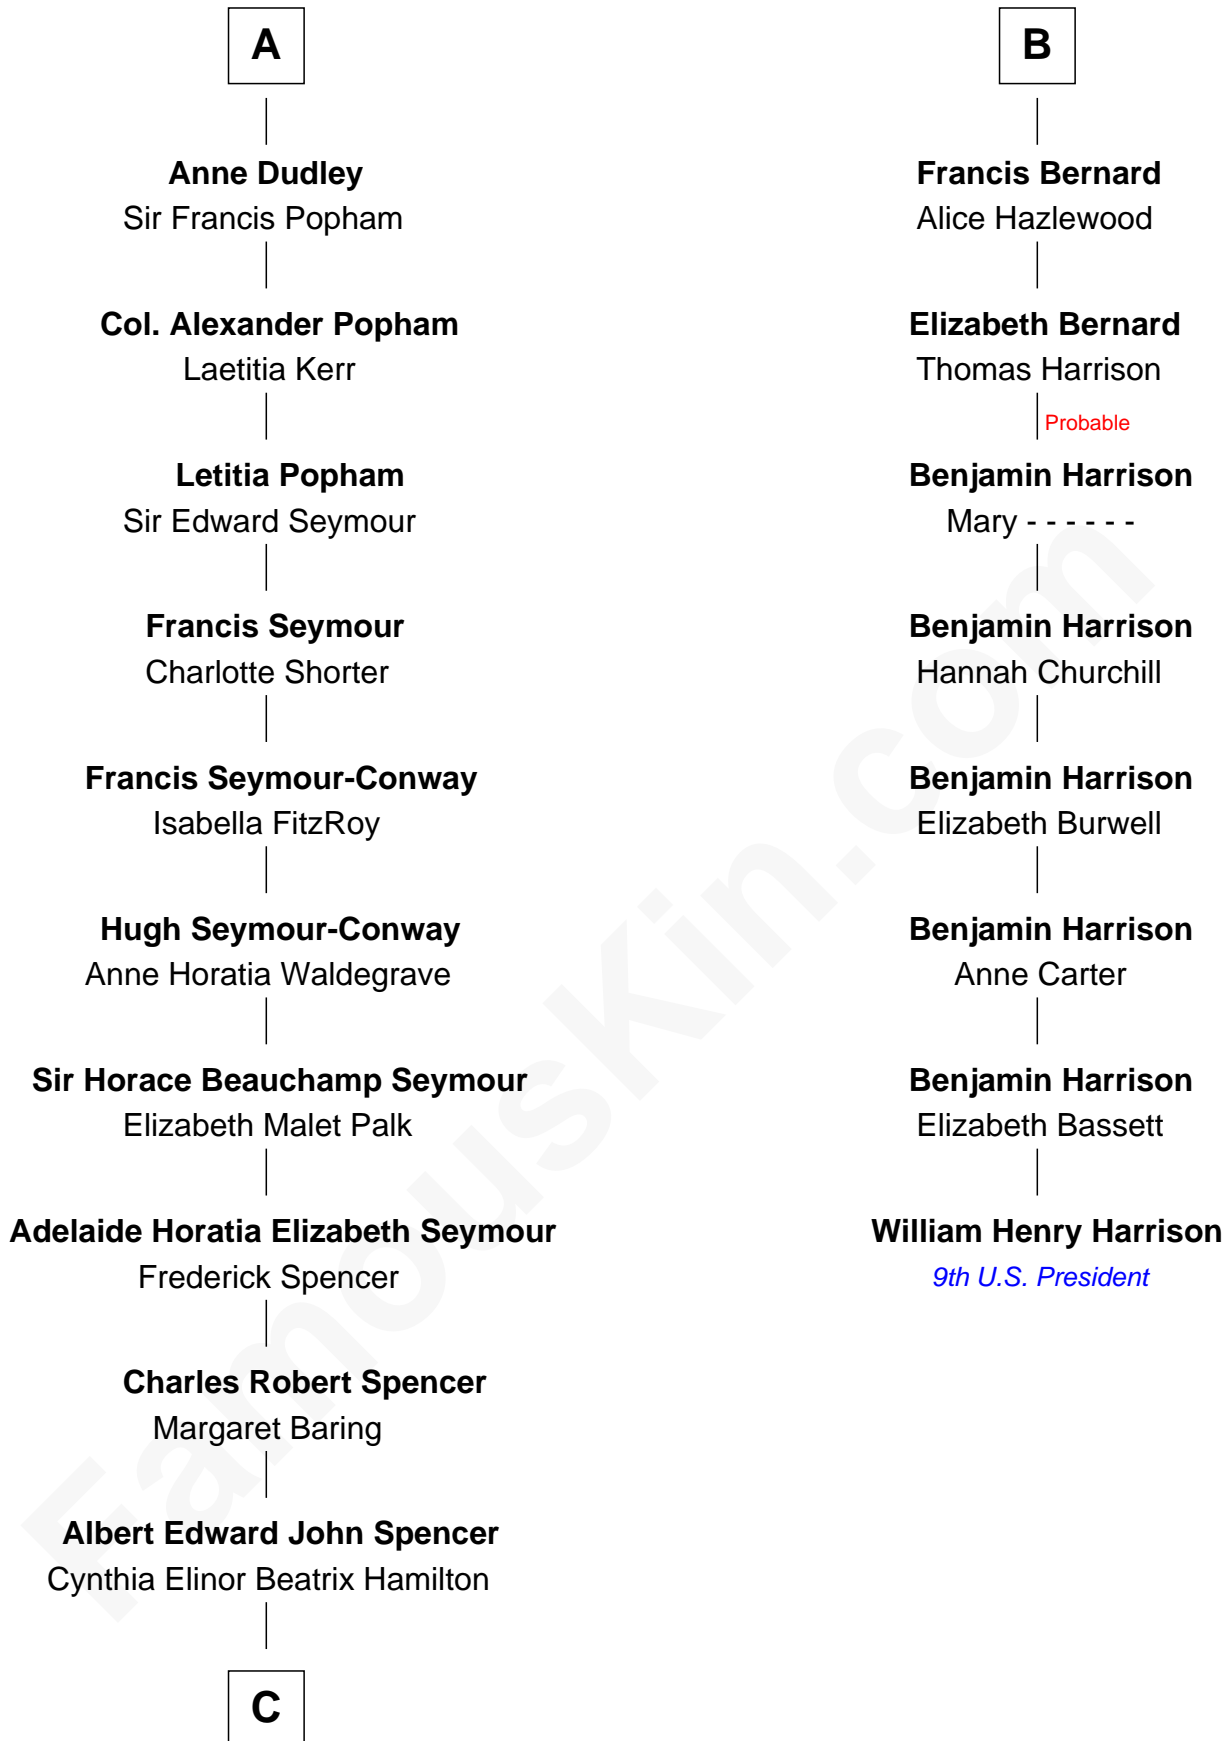 A
Anne Dudley
Sir Francis Popham
Col. Alexander Popham
Laetitia Kerr
Letitia Popham
Sir Edward Seymour
Francis Seymour
Charlotte Shorter
Francis Seymour-Conway
Isabella FitzRoy
Hugh Seymour-Conway
Anne Horatia Waldegrave
Sir Horace Beauchamp Seymour
Elizabeth Malet Palk
Adelaide Horatia Elizabeth Seymour
Frederick Spencer
Charles Robert Spencer
Margaret Baring
Albert Edward John Spencer
Cynthia Elinor Beatrix Hamilton
C
B
Francis Bernard
Alice Hazlewood
Elizabeth Bernard
Thomas Harrison
Probable
Benjamin Harrison
Mary - - - - - -
Benjamin Harrison
Hannah Churchill
Benjamin Harrison
Elizabeth Burwell
Benjamin Harrison
Anne Carter
Benjamin Harrison
Elizabeth Bassett
William Henry Harrison
9th U.S. President
FamousKin.com